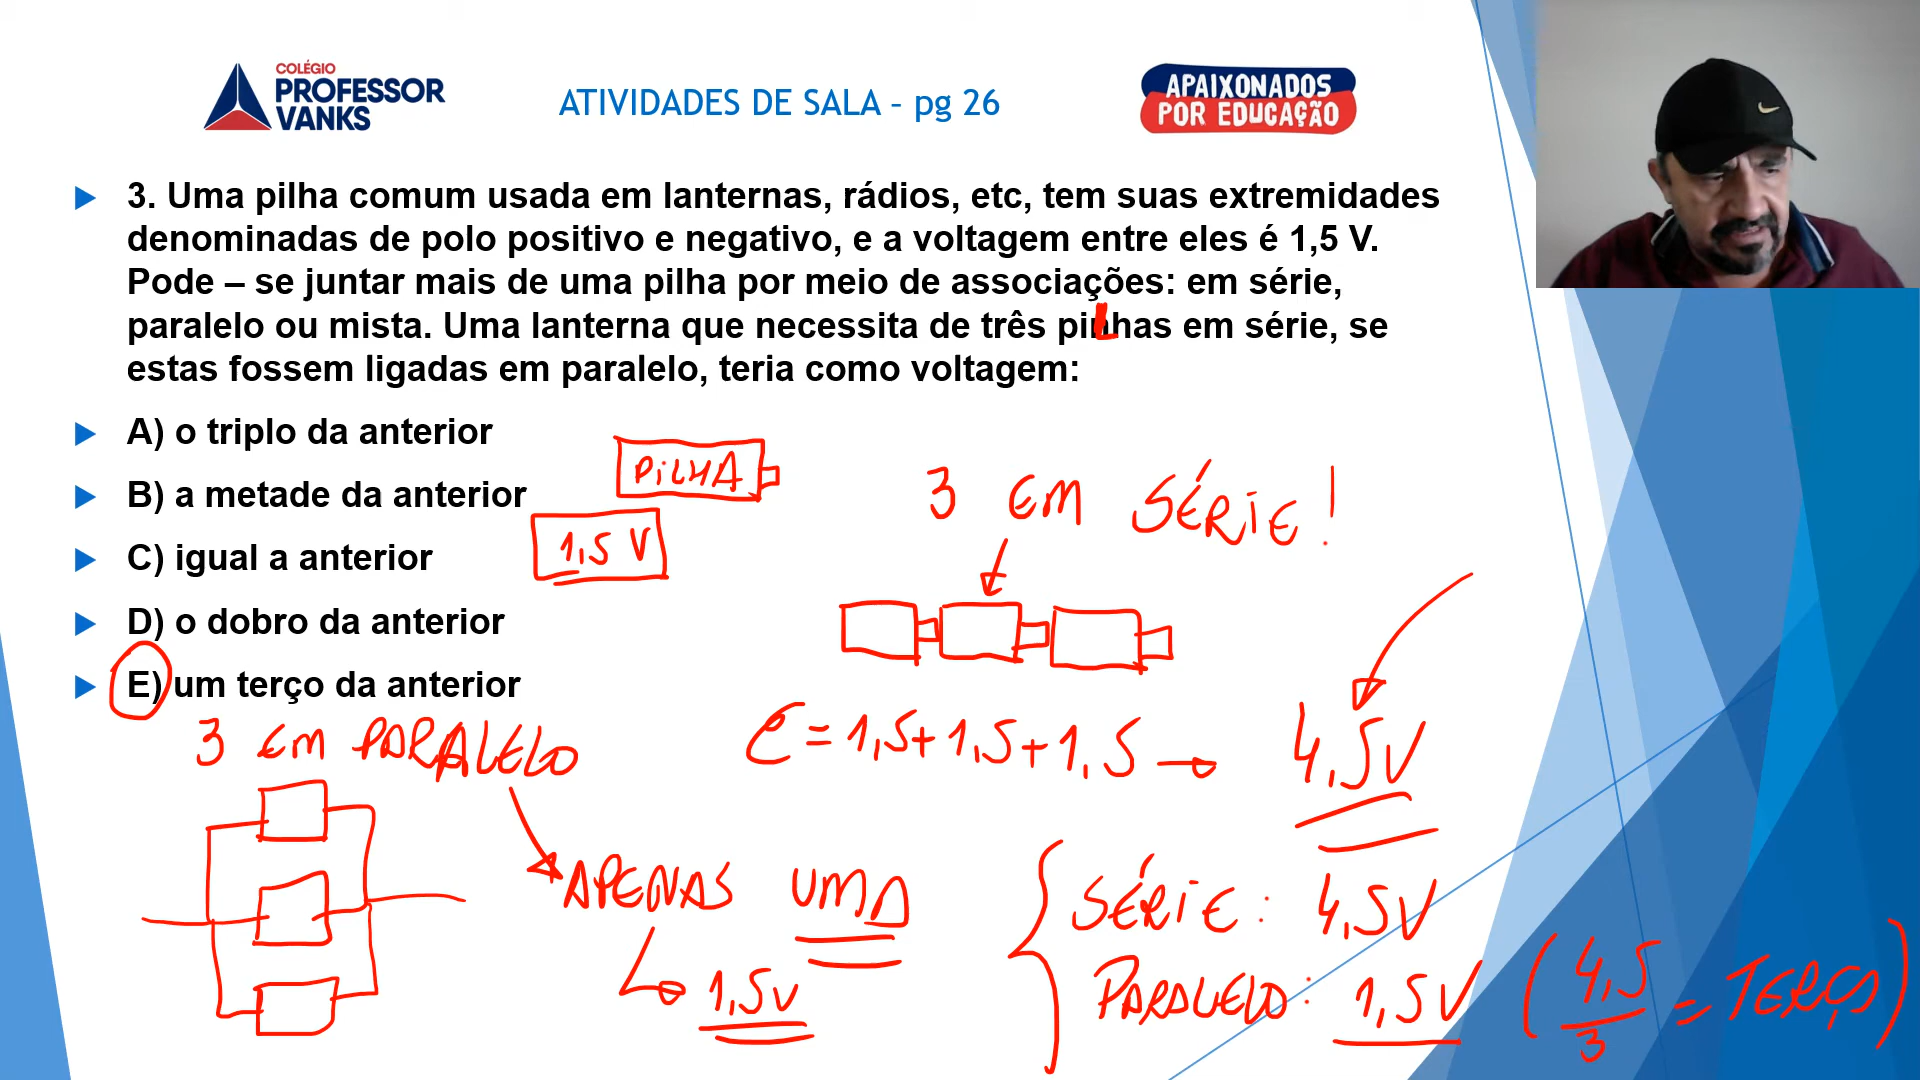 COLÉGIO
PROFESSOR
VANKS
ATIVIDADES DE SALA – pg 26
APAIXONADOS
POR EDUCAÇÃO
3. Uma pilha comum usada em lanternas, rádios, etc, tem suas extremidades
denominadas de polo positivo e negativo, e a voltagem entre eles é 1,5 V.
Pode – se juntar mais de uma pilha por meio de associações: em série,
paralelo ou mista. Uma lanterna que necessita de três pilhas em série, se
estas fossem ligadas em paralelo, teria como voltagem:
A) o triplo da anterior
B) a metade da anterior
C) igual a anterior
D) o dobro da anterior
E) um terço da anterior
PILHA
1,5 V
3 EM SÉRIE!
E = 1,5 + 1,5 + 1,5 → 4,5V
3 EM PARALELO
APENAS UMA
1,5V
SÉRIE: 4,5V
PARALELO: 1,5V (4,5/3 = TERÇO)